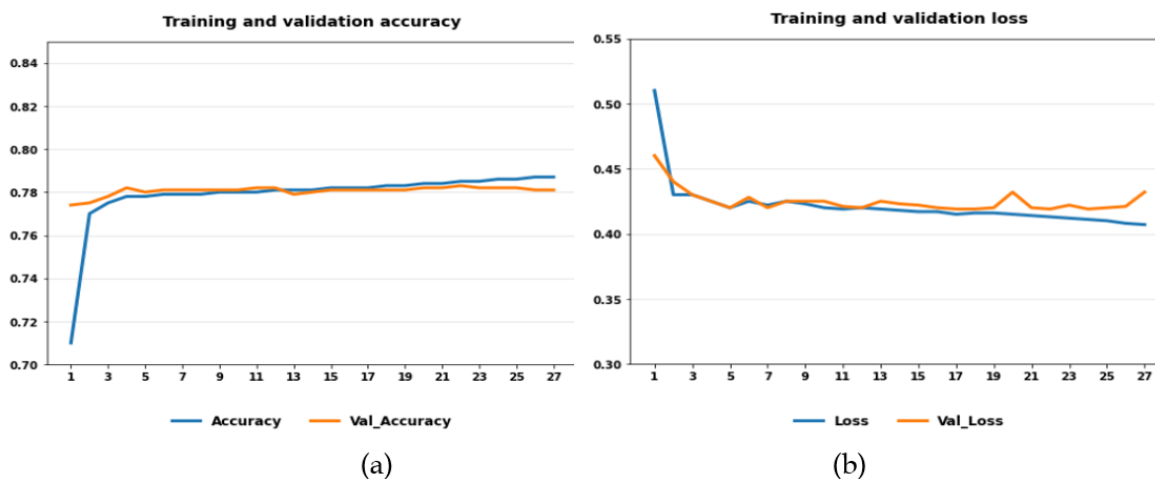 Training and validation accuracy
0.84
0.82
0.80
0.78
0.76
0.74
0.72
0.70
1 3 5 7 9 11 13 15 17 19 21 23 25 27
Accuracy Val_Accuracy
(a)
Training and validation loss
0.55
0.50
0.45
0.40
0.35
0.30
1 3 5 7 9 11 13 15 17 19 21 23 25 27
Loss Val_Loss
(b)